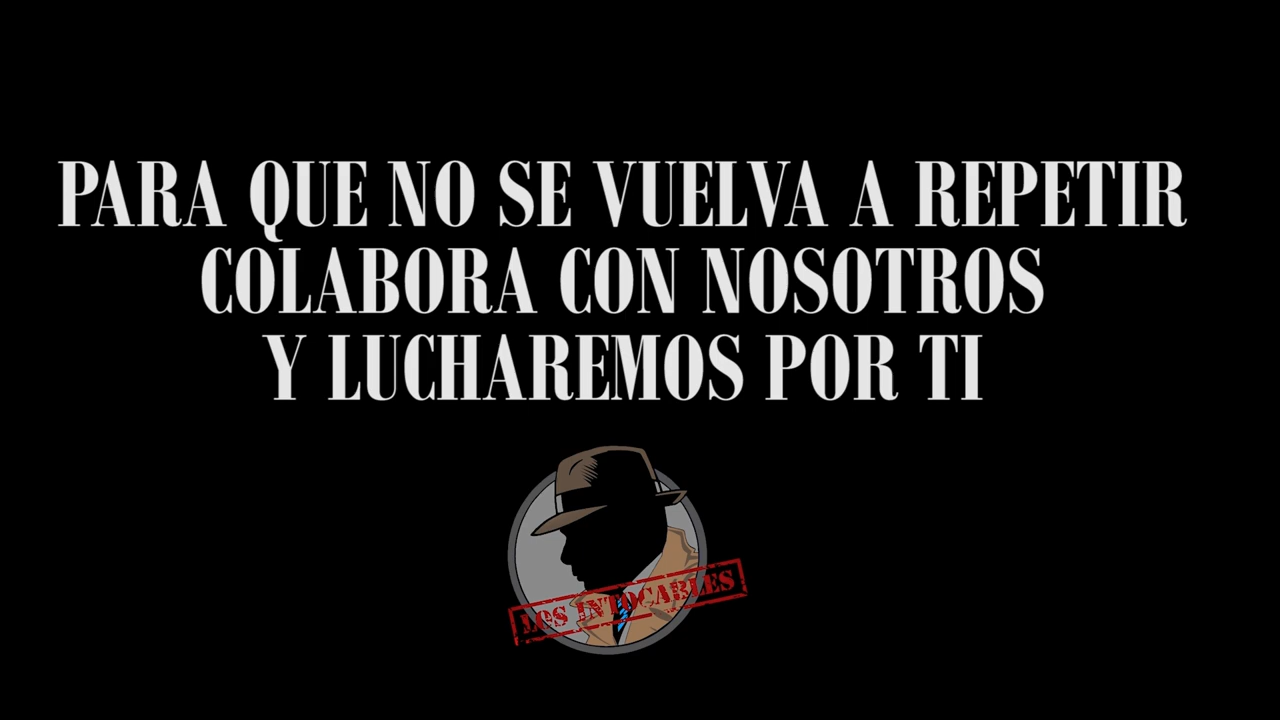 PARA QUE NO SE VUELVA A REPETIR
COLABORA CON NOSOTROS
Y LUCHAREMOS POR TI
LOS INTOCABLES